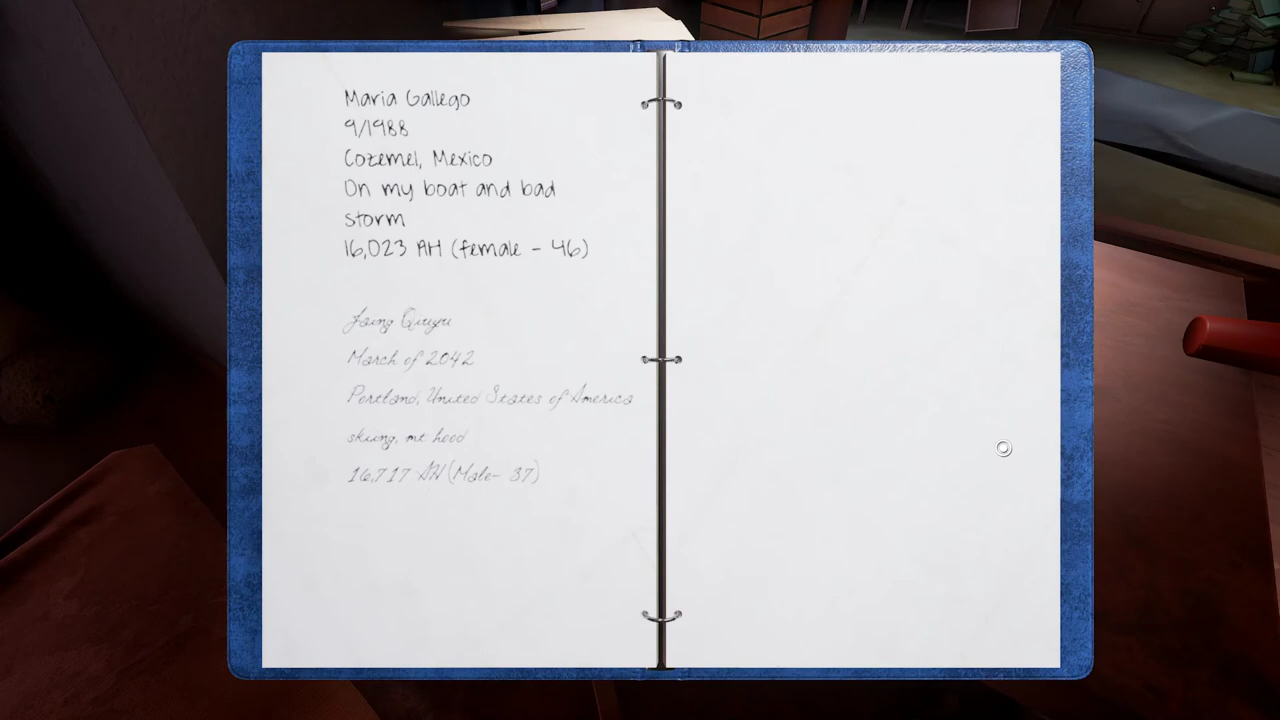 Maria Gallego
9/1988
Cozemel, Mexico
On my boat and bad
storm
16,023 AH (female - 46)
March of 2042
Portland, United States of America
skiing, mt hood
16,717 AH (Male- 37)